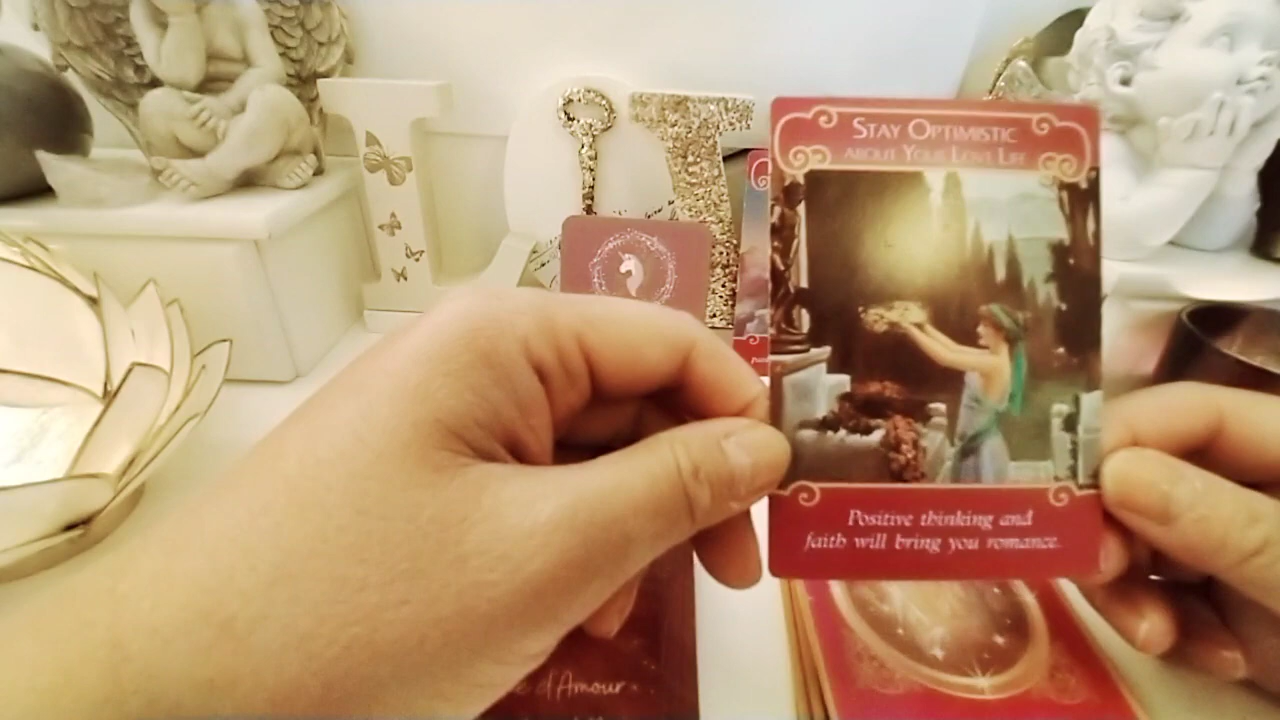 STAY OPTIMISTIC
ABOUT YOUR LOVE LIFE
Positive thinking and
faith will bring you romance.
d'Amour